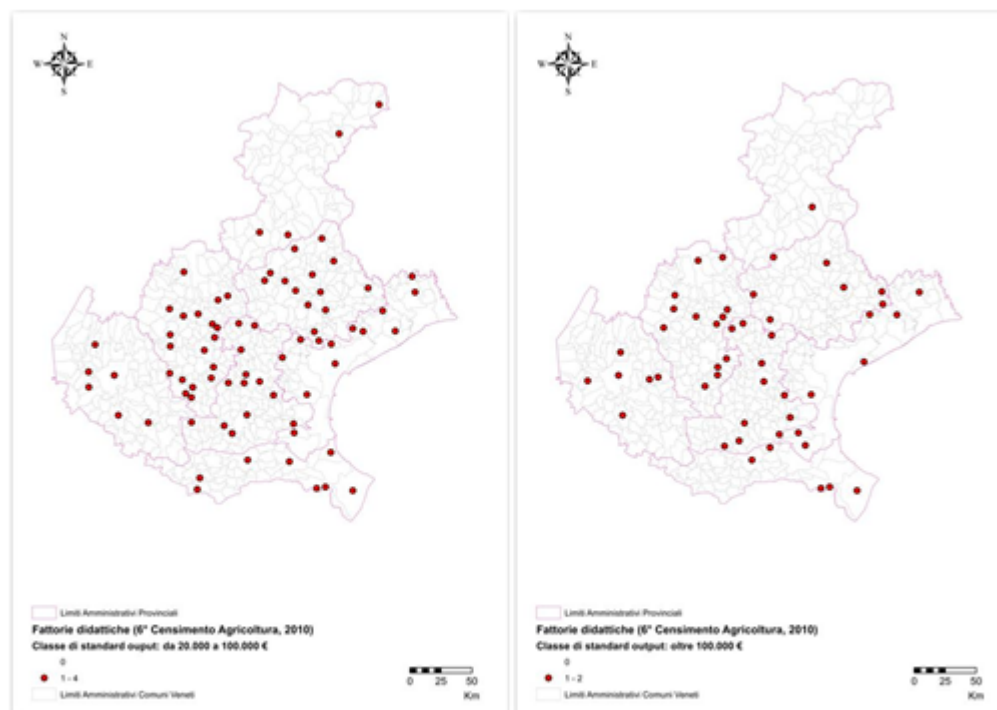 N
W E
S
Limiti Amministrativi Provinciali
Fattorie didattiche (6° Censimento Agricoltura, 2010)
Classe di standard ouput: da 20.000 a 100.000 €
0
1 - 4
Limiti Amministrativi Comuni Veneti
0 25 50
Km
N
W E
S
Limiti Amministrativi Provinciali
Fattorie didattiche (6° Censimento Agricoltura, 2010)
Classe di standard output: oltre 100.000 €
0
1 - 2
Limiti Amministrativi Comuni Veneti
0 25 50
Km